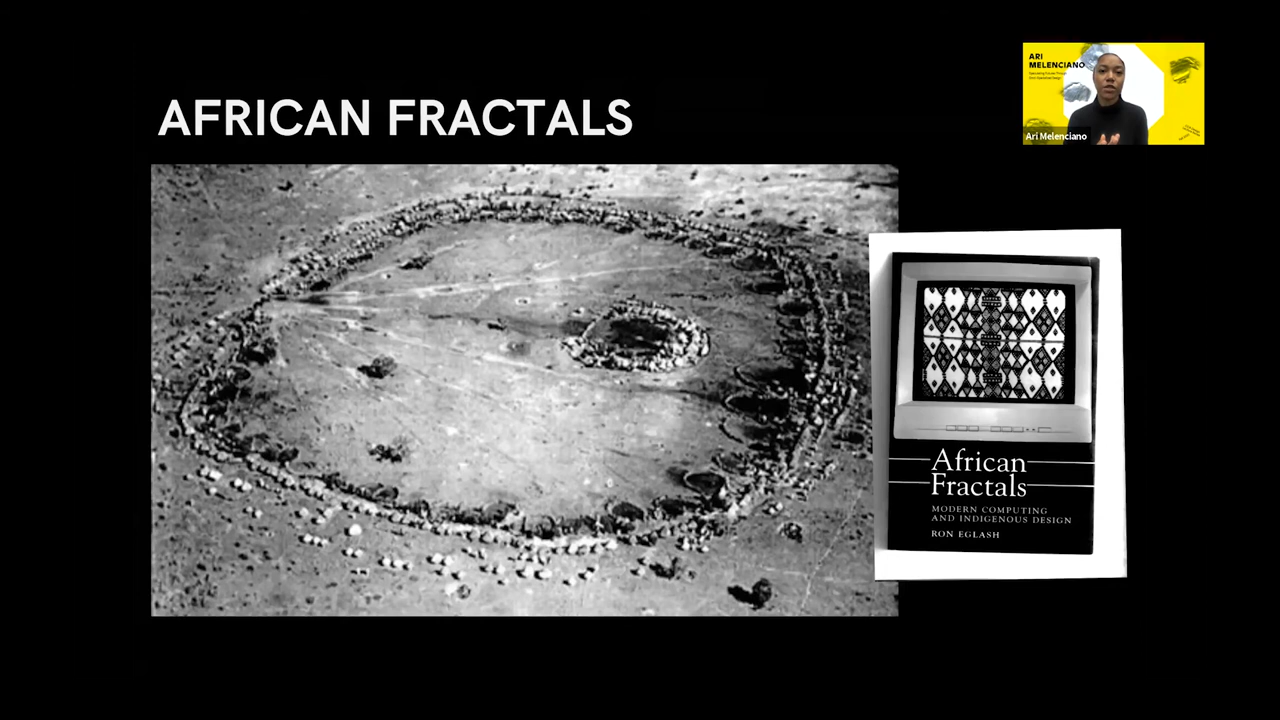 AFRICAN FRACTALS
ARI
MELENCIANO
Ari Melenciano
African
Fractals
MODERN COMPUTING
AND INDIGENOUS DESIGN
RON EGLASH